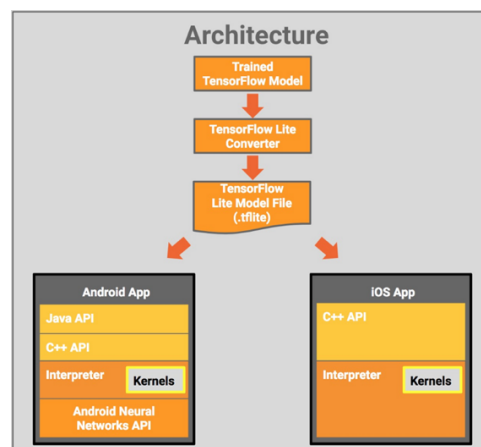 Architecture
Trained
TensorFlow Model
TensorFlow Lite
Converter
TensorFlow
Lite Model File
(.tflite)
Android App
Java API
C++ API
Interpreter
Kernels
Android Neural
Networks API
iOS App
C++ API
Interpreter
Kernels